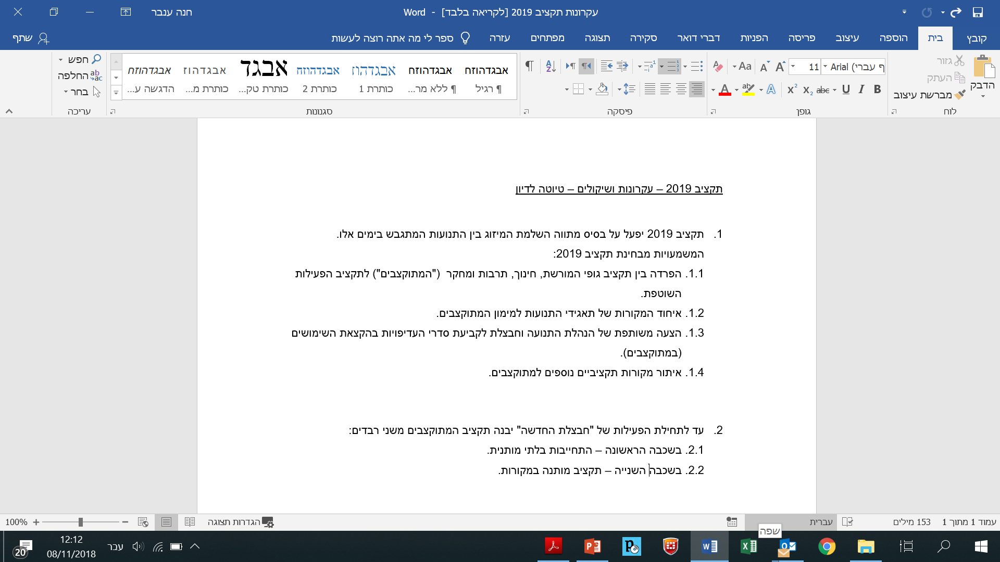 עקרונות תקציב 2019 [לקריאה בלבד] - Word
חנה ענבר
קובץ בית הוספה עיצוב פריסה הפניות דברי דואר סקירה תצוגה מפתחים עזרה ספר לי מה אתה רוצה לעשות שתף
הדבק
גזור
העתק
מברשת עיצוב
לוח
11
גופן
פיסקה
אבגדהוזח אבגדהוזח אבגדהוז אבגדהוזח אבגד אבגדהוז אבגדהוזח
¶ רגיל ¶ ללא מר... כותרת 1 כותרת 2 כותרת טק... כותרת מ... הדגשה ע...
סגנונות
חפש
החלפה
בחר
עריכה
תקציב 2019 – עקרונות ושיקולים – טיוטה לדיון
1. תקציב 2019 יפעל על בסיס מתווה השלמת המיזוג בין התנועות המתגבש בימים אלו.
המשמעויות מבחינת תקציב 2019:
1.1. הפרדה בין תקציב גופי המורשת, חינוך, תרבות ומחקר ("המתוקצבים") לתקציב הפעילות
השוטפת.
1.2. איחוד המקורות של תאגידי התנועות למימון המתוקצבים.
1.3. הצעה משותפת של הנהלת התנועה וחבצלת לקביעת סדרי העדיפויות בהקצאת השימושים
(במתוקצבים).
1.4. איתור מקורות תקציביים נוספים למתוקצבים.
2. עד לתחילת הפעילות של "חבצלת החדשה" יבנה תקציב המתוקצבים משני רבדים:
2.1. בשכבה הראשונה – התחייבות בלתי מותנית.
2.2. בשכבה השנייה – תקציב מותנה במקורות.
עמוד 1 מתוך 1 153 מילים עברית הגדרות תצוגה 100%
שפה
עבר
12:12
08/11/2018
20